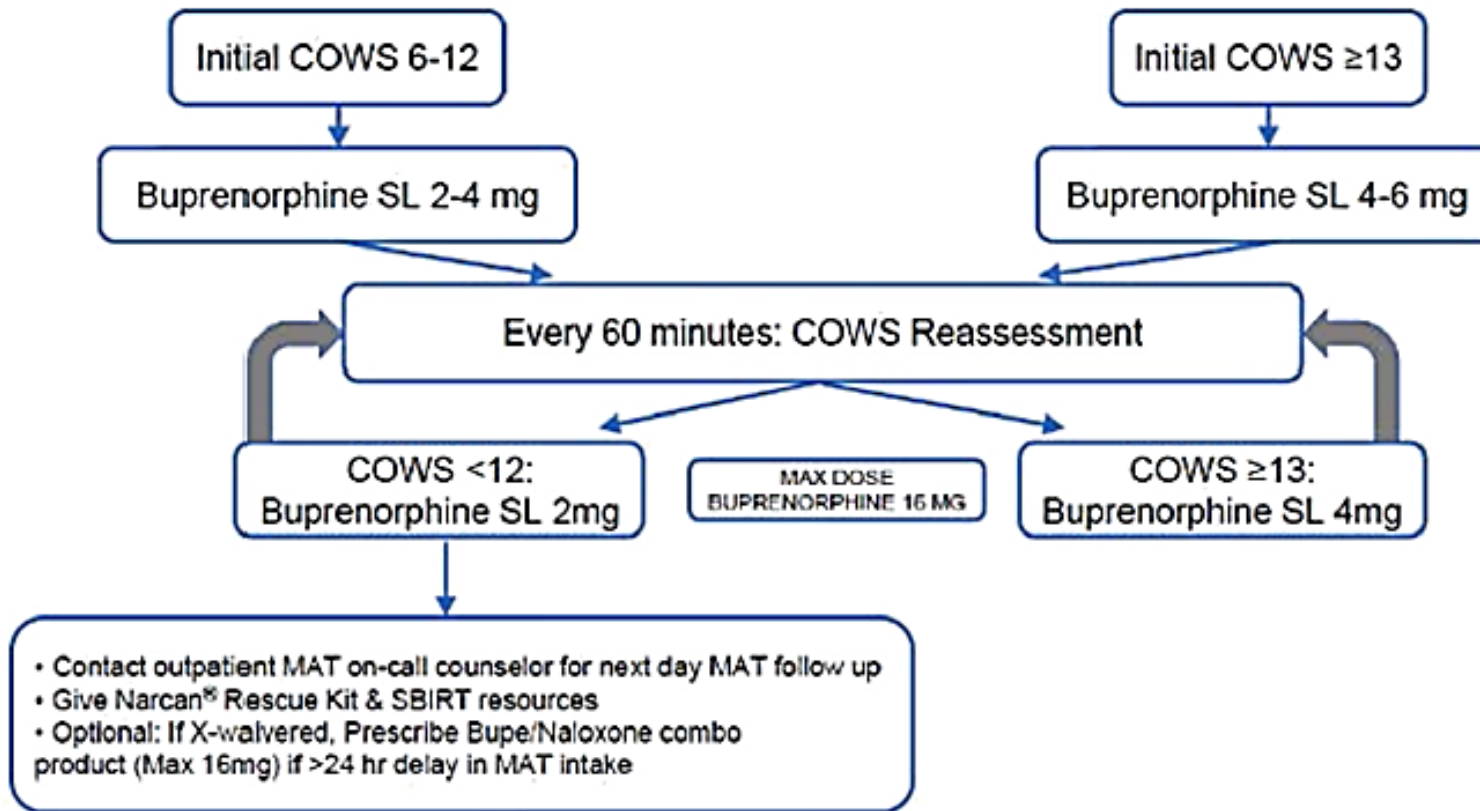 Initial COWS 6-12
Initial COWS ≥13
Buprenorphine SL 2-4 mg
Buprenorphine SL 4-6 mg
Every 60 minutes: COWS Reassessment
COWS <12:
Buprenorphine SL 2mg
MAX DOSE
BUPRENORPHINE 16 MG
COWS ≥13:
Buprenorphine SL 4mg
• Contact outpatient MAT on-call counselor for next day MAT follow up
• Give Narcan® Rescue Kit & SBIRT resources
• Optional: If X-waivered, Prescribe Bupe/Naloxone combo
product (Max 16mg) if >24 hr delay in MAT intake